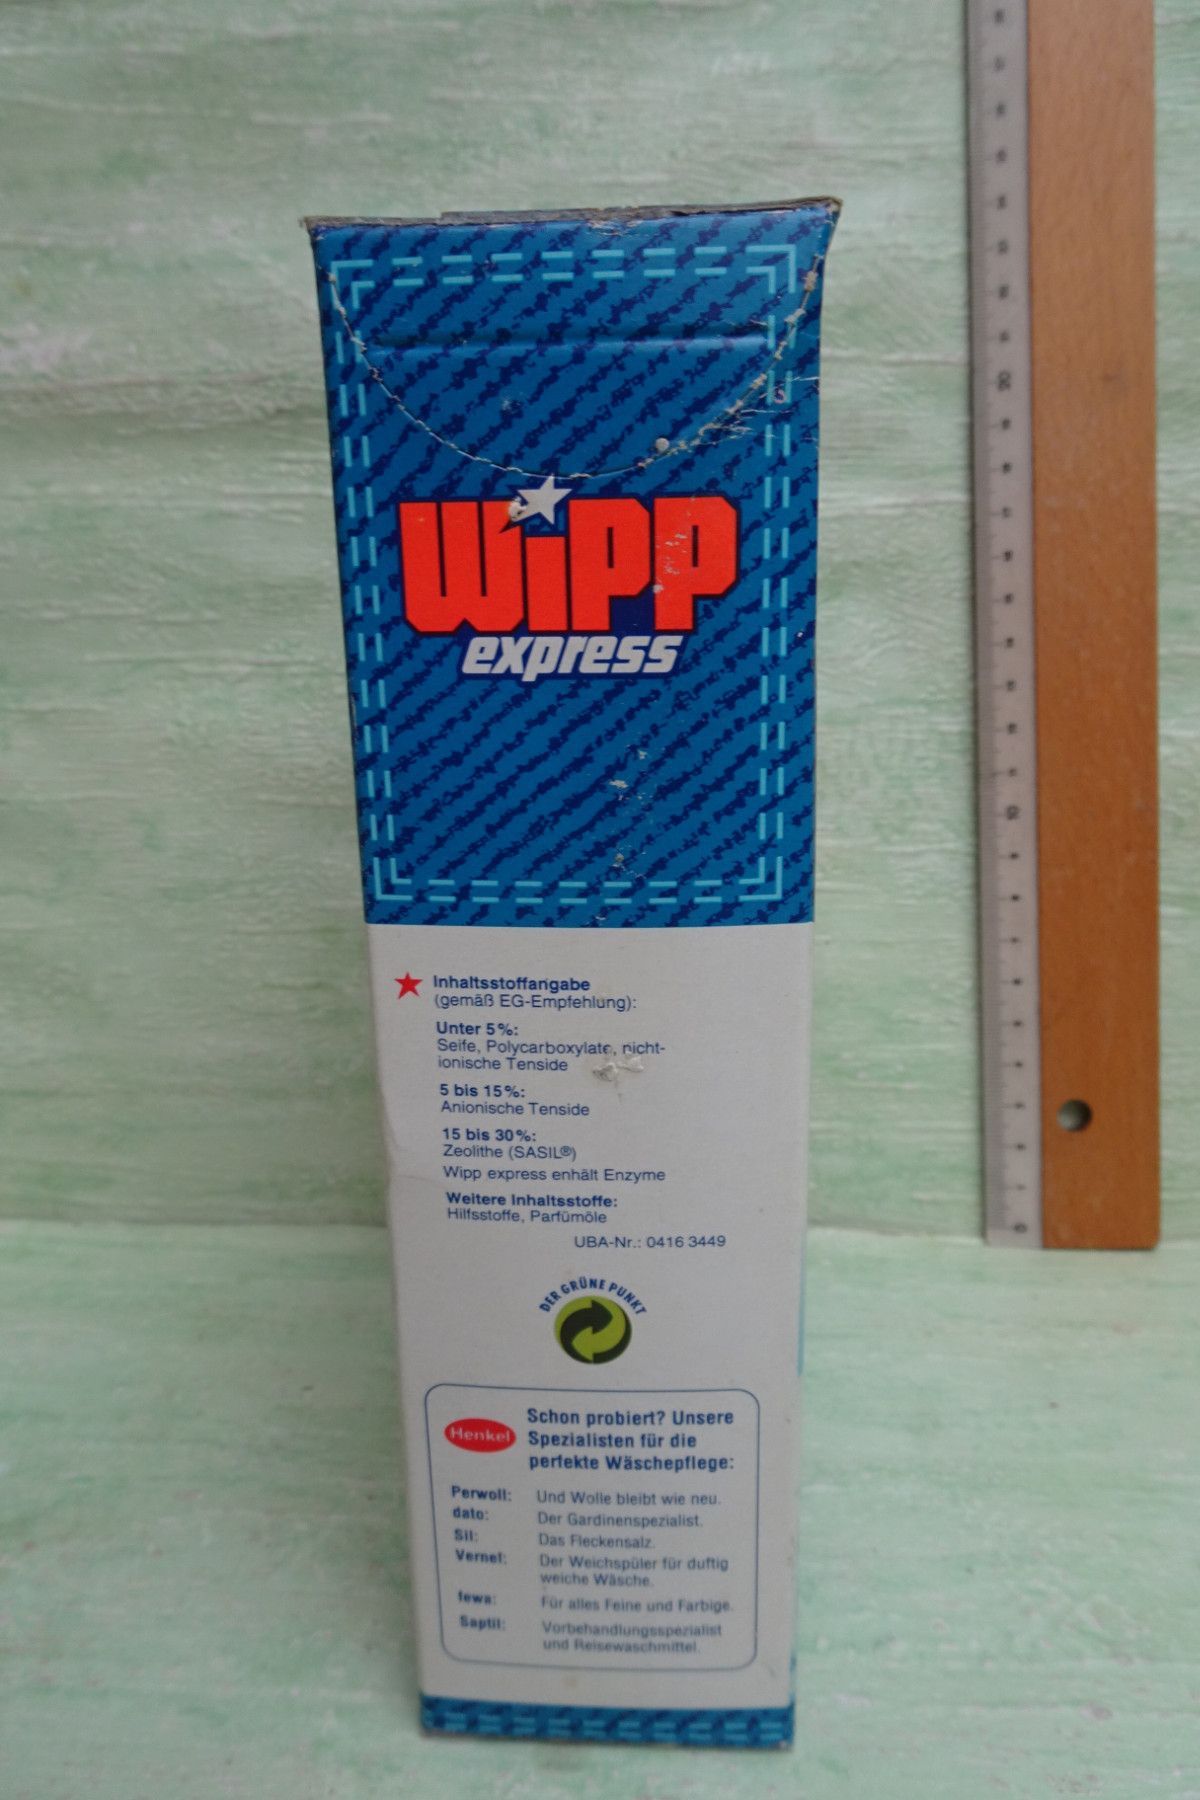 Wipp
express
Inhaltsstoffangabe
(gemäß EG-Empfehlung):
Unter 5%:
Seife, Polycarboxylate, nicht-
ionische Tenside
5 bis 15%:
Anionische Tenside
15 bis 30%:
Zeolithe (SASIL®)
Wipp express enhält Enzyme
Weitere Inhaltsstoffe:
Hilfsstoffe, Parfümöle
UBA-Nr.: 0416 3449
DER GRÜNE PUNKT
Henkel
Schon probiert? Unsere
Spezialisten für die
perfekte Wäschepflege:
Perwoll: Und Wolle bleibt wie neu.
dato: Der Gardinenspezialist.
Sil: Das Fleckensalz.
Vernel: Der Weichspüler für duftig
weiche Wäsche.
fewa: Für alles Feine und Farbige.
Saptil: Vorbehandlungsspezialist
und Reisewaschmittel.